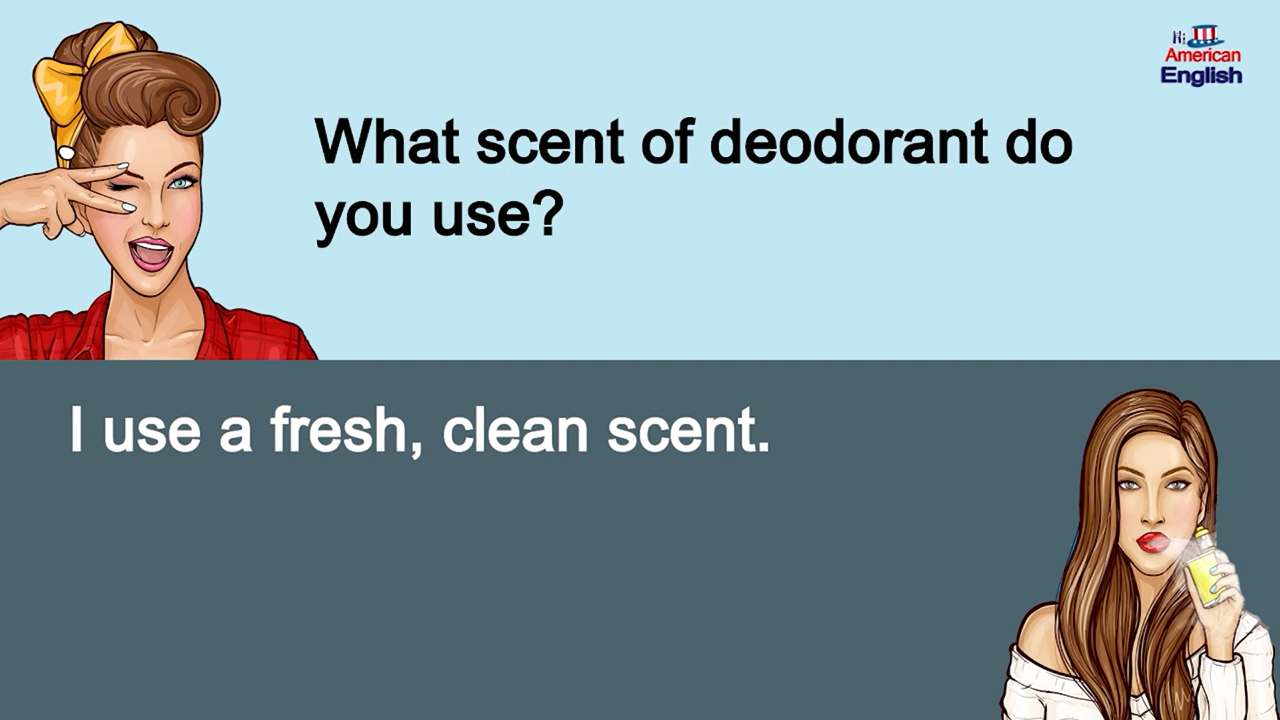 Hi
American
English
What scent of deodorant do
you use?
I use a fresh, clean scent.